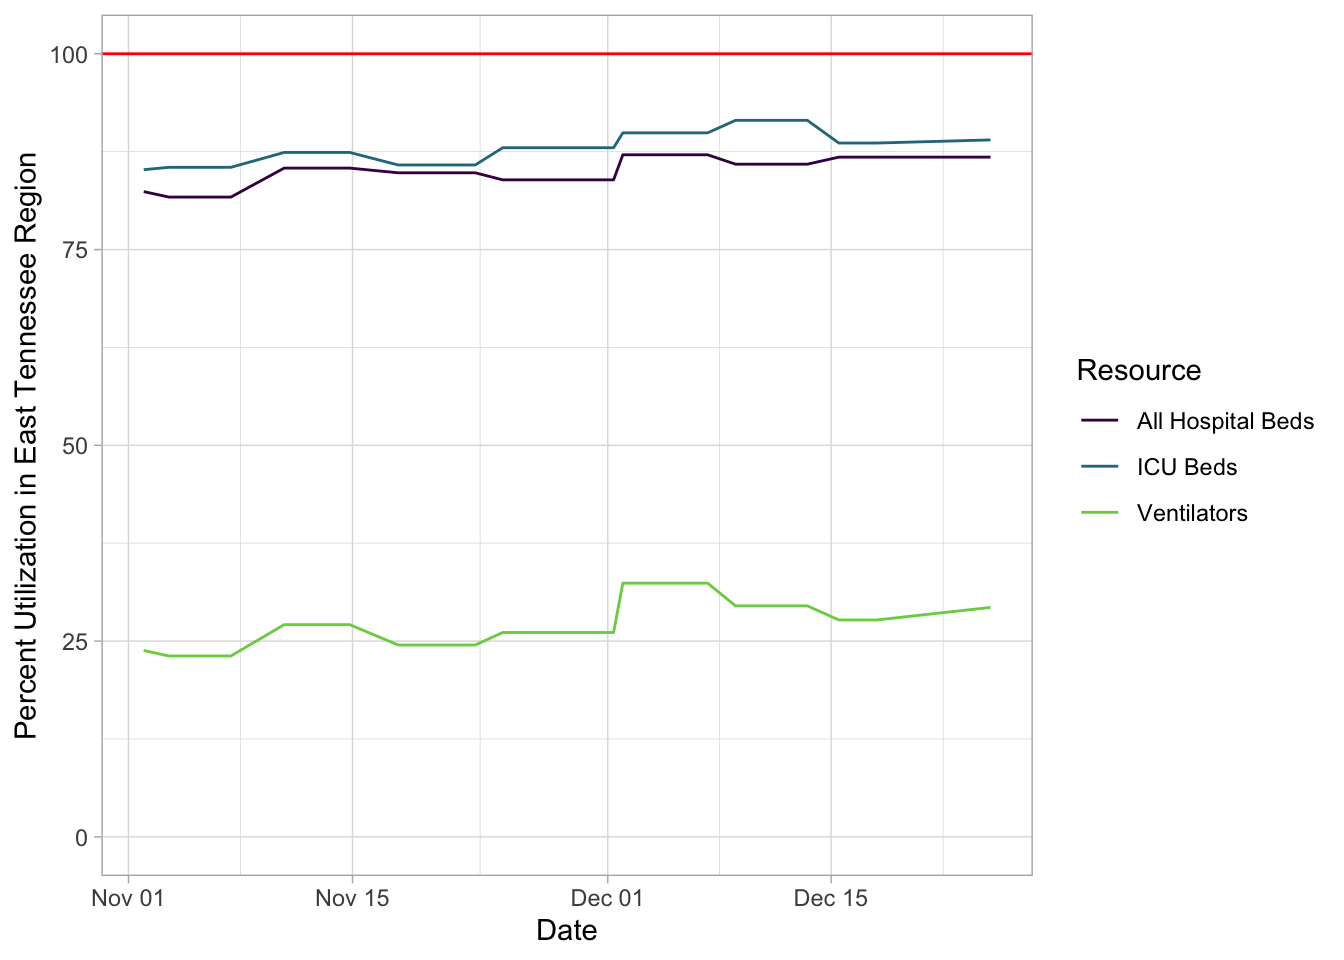 Percent Utilization in East Tennessee Region
100
75
50
25
0
Nov 01
Nov 15
Dec 01
Dec 15
Date
Resource
All Hospital Beds
ICU Beds
Ventilators